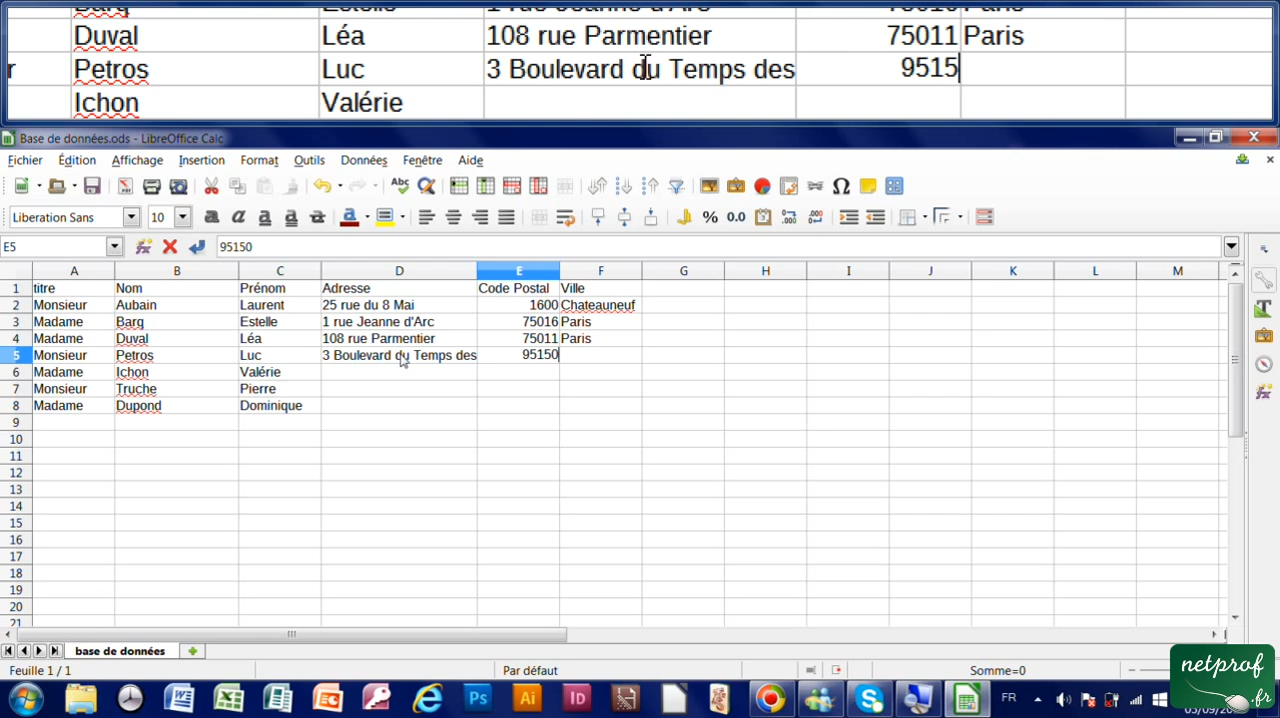 Duval Léa 108 rue Parmentier 75011 Paris
r Petros Luc 3 Boulevard du Temps des 9515
Ichon Valérie
Base de données.ods - LibreOffice Calc
Fichier Édition Affichage Insertion Format Outils Données Fenêtre Aide
Liberation Sans 10
E5 95150
A B C D E F G H I J K L M
1 titre Nom Prénom Adresse Code Postal Ville
2 Monsieur Aubain Laurent 25 rue du 8 Mai 1600 Chateauneuf
3 Madame Barg Estelle 1 rue Jeanne d'Arc 75016 Paris
4 Madame Duval Léa 108 rue Parmentier 75011 Paris
5 Monsieur Petros Luc 3 Boulevard du Temps des 95150
6 Madame Ichon Valérie
7 Monsieur Truche Pierre
8 Madame Dupond Dominique
9
10
11
12
13
14
15
16
17
18
19
20
21
base de données
Feuille 1 / 1 Par défaut Somme=0
netprof
.fr
Ps Ai ID FR